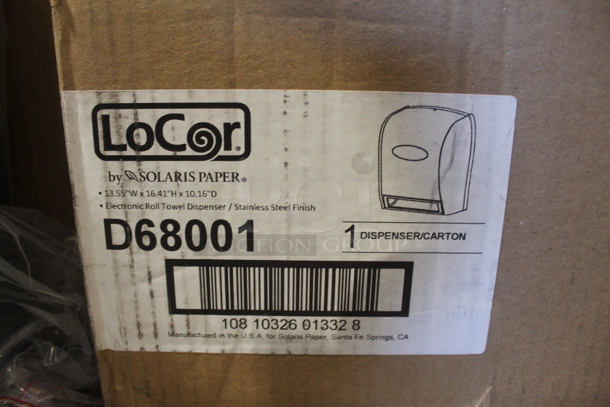 LoCor®
by SOLARIS PAPER®
• 13.55"W x 16.41"H x 10.16"D
• Electronic Roll Towel Dispenser / Stainless Steel Finish
D68001
1 DISPENSER/CARTON
108 10326 01332 8
Manufactured in the U.S.A. for Solaris Paper, Santa Fe Springs, CA